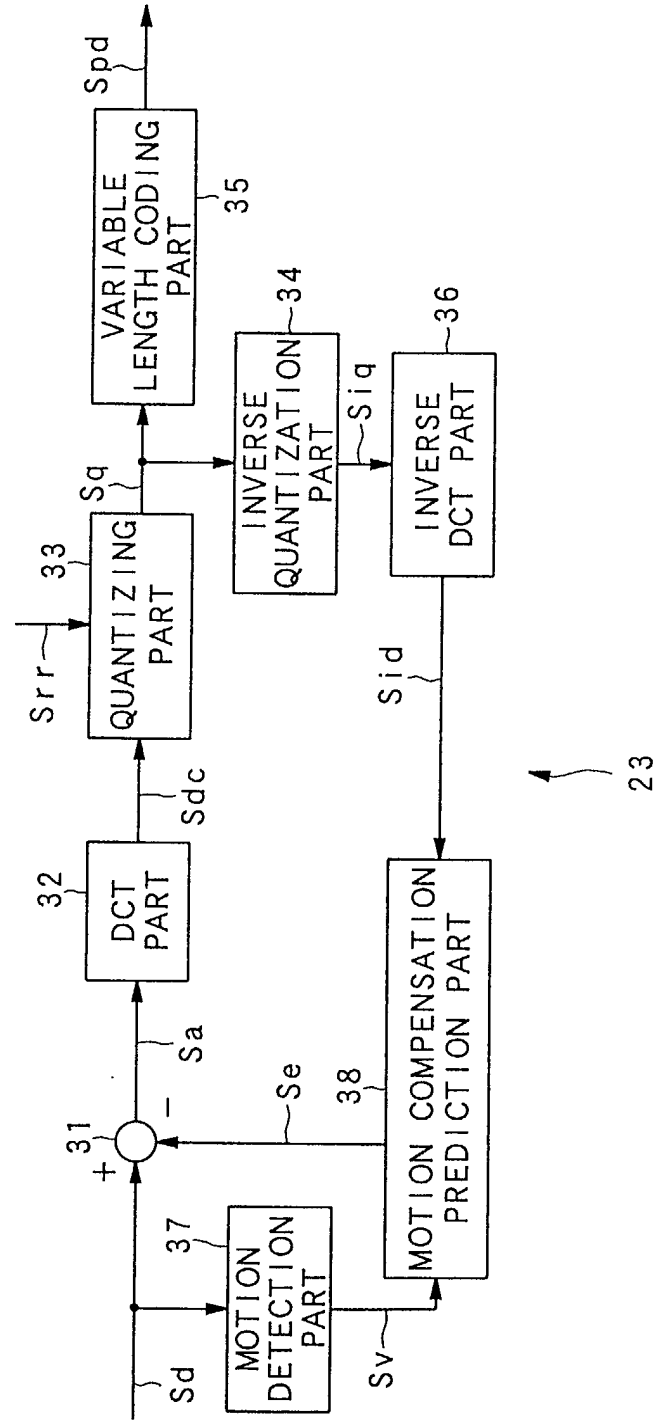 Sd
+
31
−
Sa
32
DCT
PART
Sdc
Srr
33
QUANTIZING
PART
Sq
VARIABLE
LENGTH CODING
PART
35
Spd
37
MOTION
DETECTION
PART
Sv
Se
38
MOTION COMPENSATION
PREDICTION PART
Sid
34
INVERSE
QUANTIZATION
PART
Siq
36
INVERSE
DCT PART
23